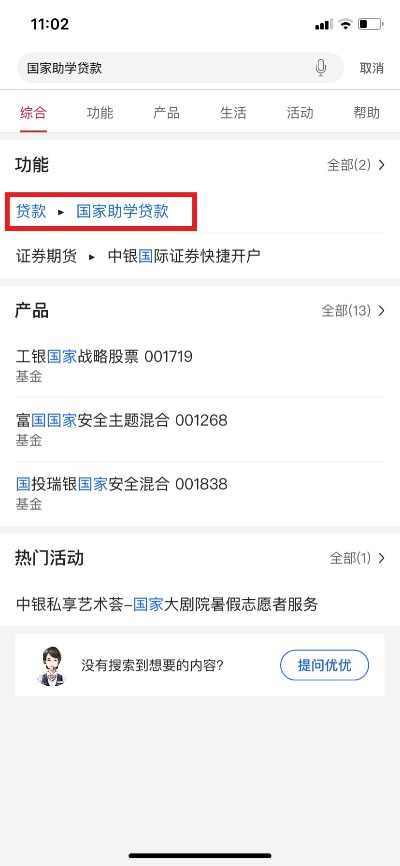 11:02
国家助学贷款 取消
综合 功能 产品 生活 活动 帮助
功能 全部(2)
贷款 ▸ 国家助学贷款
证券期货 ▸ 中银国际证券快捷开户
产品 全部(13)
工银国家战略股票 001719
基金
富国国家安全主题混合 001268
基金
国投瑞银国家安全混合 001838
基金
热门活动 全部(1)
中银私享艺术荟-国家大剧院暑假志愿者服务
没有搜索到想要的内容? 提问优优